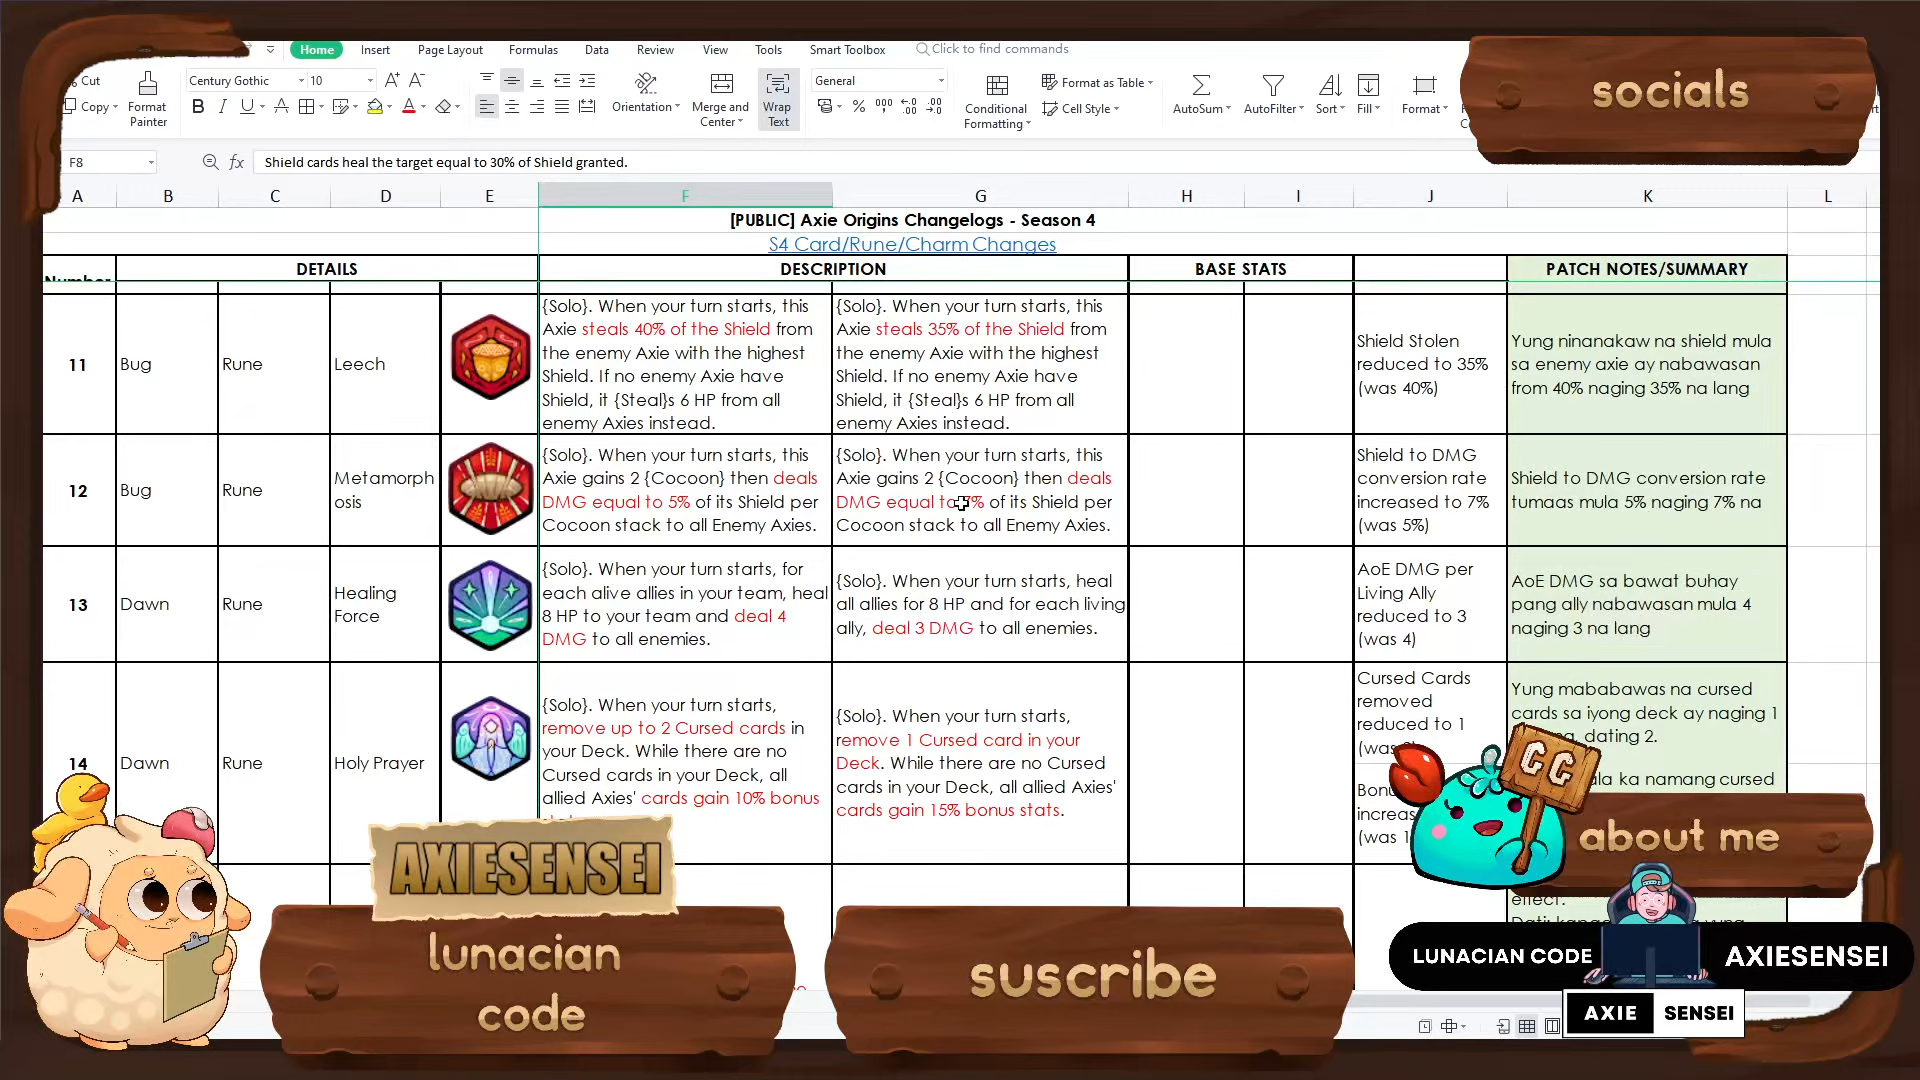 Home Insert Page Layout Formulas Data Review View Tools Smart Toolbox Click to find commands
socials
Cut
Copy
Format
Painter
Century Gothic 10
Orientation
Merge and
Center
Wrap
Text
General
Conditional
Formatting
Format as Table
Cell Style
AutoSum AutoFilter Sort Fill Format
F8 fx Shield cards heal the target equal to 30% of Shield granted.
A B C D E F G H I J K L
[PUBLIC] Axie Origins Changelogs - Season 4
S4 Card/Rune/Charm Changes
Number DETAILS DESCRIPTION BASE STATS PATCH NOTES/SUMMARY
11
Bug
Rune
Leech
{Solo}. When your turn starts, this
Axie steals 40% of the Shield from
the enemy Axie with the highest
Shield. If no enemy Axie have
Shield, it {Steal}s 6 HP from all
enemy Axies instead.
{Solo}. When your turn starts, this
Axie steals 35% of the Shield from
the enemy Axie with the highest
Shield. If no enemy Axie have
Shield, it {Steal}s 6 HP from all
enemy Axies instead.
Shield Stolen
reduced to 35%
(was 40%)
Yung ninanakaw na shield mula
sa enemy axie ay nabawasan
from 40% naging 35% na lang
12
Bug
Rune
Metamorph
osis
{Solo}. When your turn starts, this
Axie gains 2 {Cocoon} then deals
DMG equal to 5% of its Shield per
Cocoon stack to all Enemy Axies.
{Solo}. When your turn starts, this
Axie gains 2 {Cocoon} then deals
DMG equal to 7% of its Shield per
Cocoon stack to all Enemy Axies.
Shield to DMG
conversion rate
increased to 7%
(was 5%)
Shield to DMG conversion rate
tumaas mula 5% naging 7% na
13
Dawn
Rune
Healing
Force
{Solo}. When your turn starts, for
each alive allies in your team, heal
8 HP to your team and deal 4
DMG to all enemies.
{Solo}. When your turn starts, heal
all allies for 8 HP and for each living
ally, deal 3 DMG to all enemies.
AoE DMG per
Living Ally
reduced to 3
(was 4)
AoE DMG sa bawat buhay
pang ally nabawasan mula 4
naging 3 na lang
14
Dawn
Rune
Holy Prayer
{Solo}. When your turn starts,
remove up to 2 Cursed cards in
your Deck. While there are no
Cursed cards in your Deck, all
allied Axies' cards gain 10% bonus
{Solo}. When your turn starts,
remove 1 Cursed card in your
Deck. While there are no Cursed
cards in your Deck, all allied Axies'
cards gain 15% bonus stats.
Cursed Cards
removed
reduced to 1
(was
Yung mababawas na cursed
cards sa iyong deck ay naging 1
dating 2.
ka namang cursed
CC
about me
effect.
AXIESENSEI
lunacian
code
suscribe
LUNACIAN CODE AXIESENSEI
AXIE SENSEI